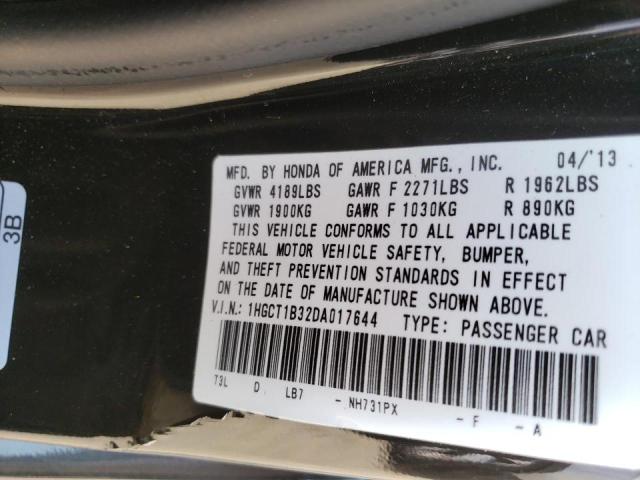 MFD. BY HONDA OF AMERICA MFG., INC. 04/'13
GVWR 4189LBS GAWR F 2271LBS R 1962LBS
GVWR 1900KG GAWR F 1030KG R 890KG
THIS VEHICLE CONFORMS TO ALL APPLICABLE
FEDERAL MOTOR VEHICLE SAFETY, BUMPER,
AND THEFT PREVENTION STANDARDS IN EFFECT
ON THE DATE OF MANUFACTURE SHOWN ABOVE.
V.I.N.: 1HGCT1B32DA017644 TYPE: PASSENGER CAR
T3L D LB7 - NH731PX - F - A
3B